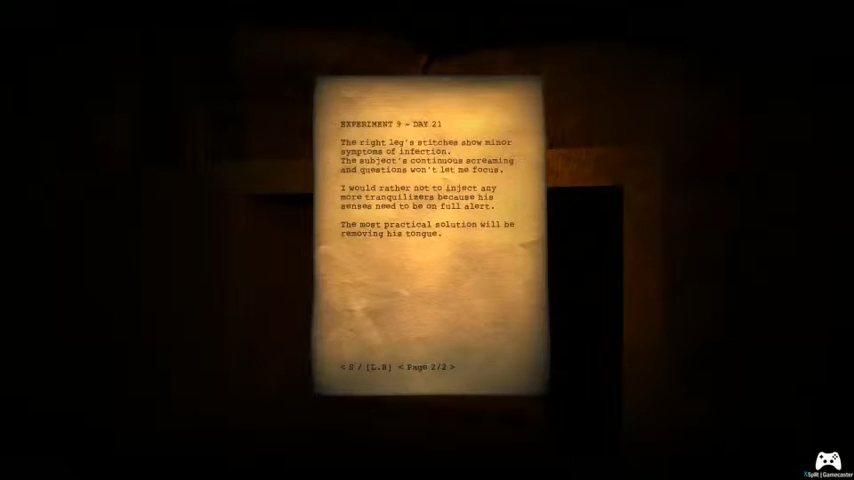 EXPERIMENT 9 - DAY 21
The right leg's stitches show minor
symptoms of infection.
The subject's continuous screaming
and questions won't let me focus.
I would rather not to inject any
more tranquilizers because his
senses need to be on full alert.
The most practical solution will be
removing his tongue.
< S / [L.B] < Page 2/2 >
XSplit | Gamecaster